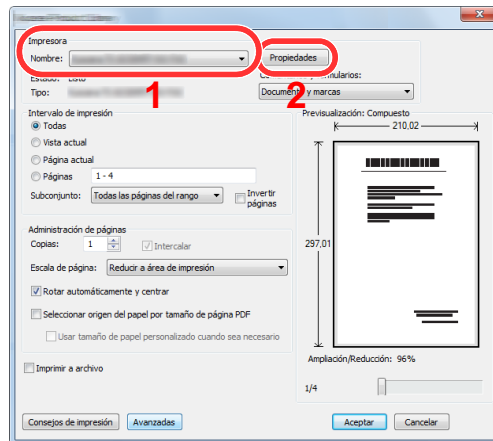 Impresora
Nombre:
Propiedades
Estado: Listo
Tipo:
1
2
Documento y marcas
Intervalo de impresión
Todas
Vista actual
Página actual
Páginas 1 - 4
Subconjunto: Todas las páginas del rango
Invertir
páginas
Administración de páginas
Copias: 1
Intercalar
Escala de página: Reducir a área de impresión
Rotar automáticamente y centrar
Seleccionar origen del papel por tamaño de página PDF
Usar tamaño de papel personalizado cuando sea necesario
Imprimir a archivo
Previsualización: Compuesto
210,02
297,01
Ampliación/Reducción: 96%
1/4
Consejos de impresión
Avanzadas
Aceptar
Cancelar